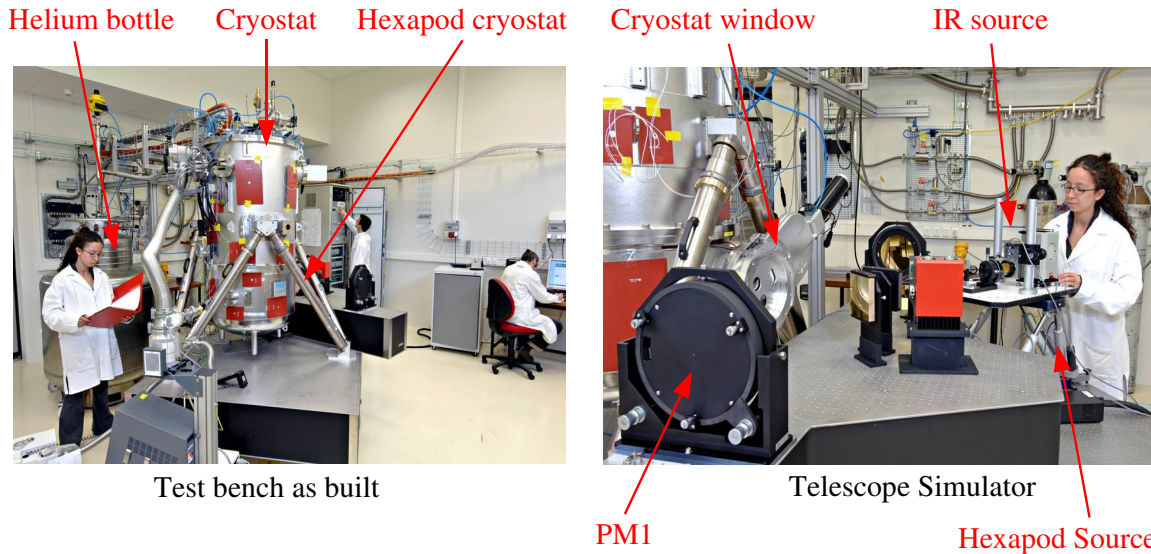 Helium bottle
Cryostat
Hexapod cryostat
Cryostat window
IR source
Test bench as built
Telescope Simulator
PM1
Hexapod Source